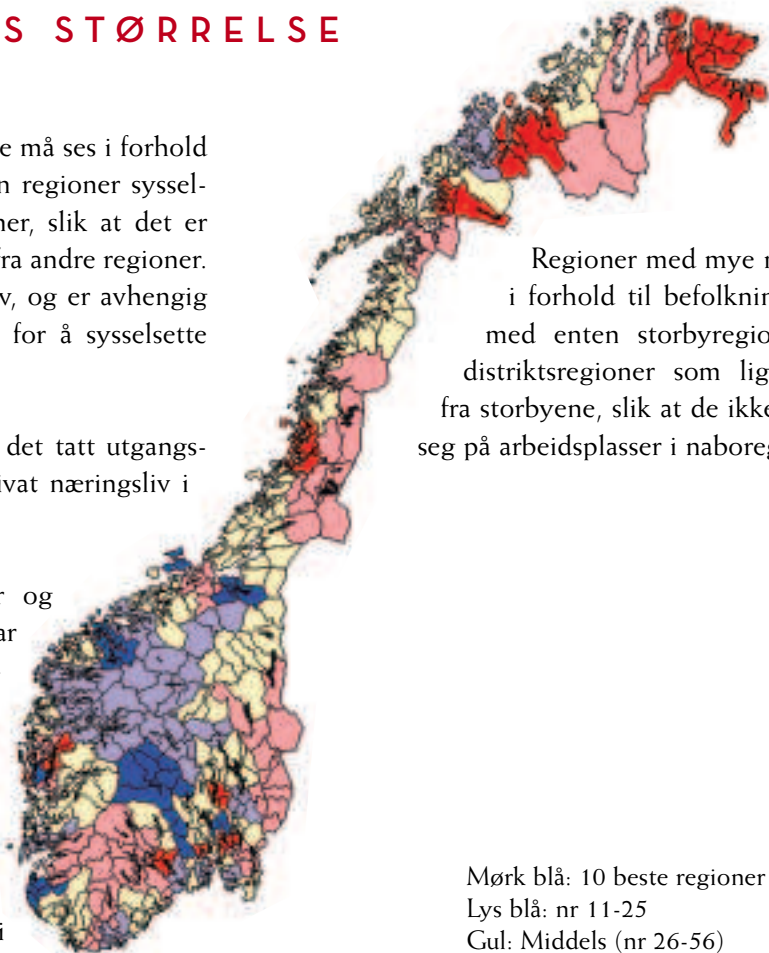 S STØRRELSE
e må ses i forhold
n regioner syssel-
ner, slik at det er
fra andre regioner.
v, og er avhengig
for å sysselsette
det tatt utgangs-
ivat næringsliv i
r og
ar
i
Regioner med mye n
i forhold til befolknin
med enten storbyregio
distriktsregioner som lig
fra storbyene, slik at de ikke
seg på arbeidsplasser i naboreg
Mørk blå: 10 beste regioner
Lys blå: nr 11-25
Gul: Middels (nr 26-56)